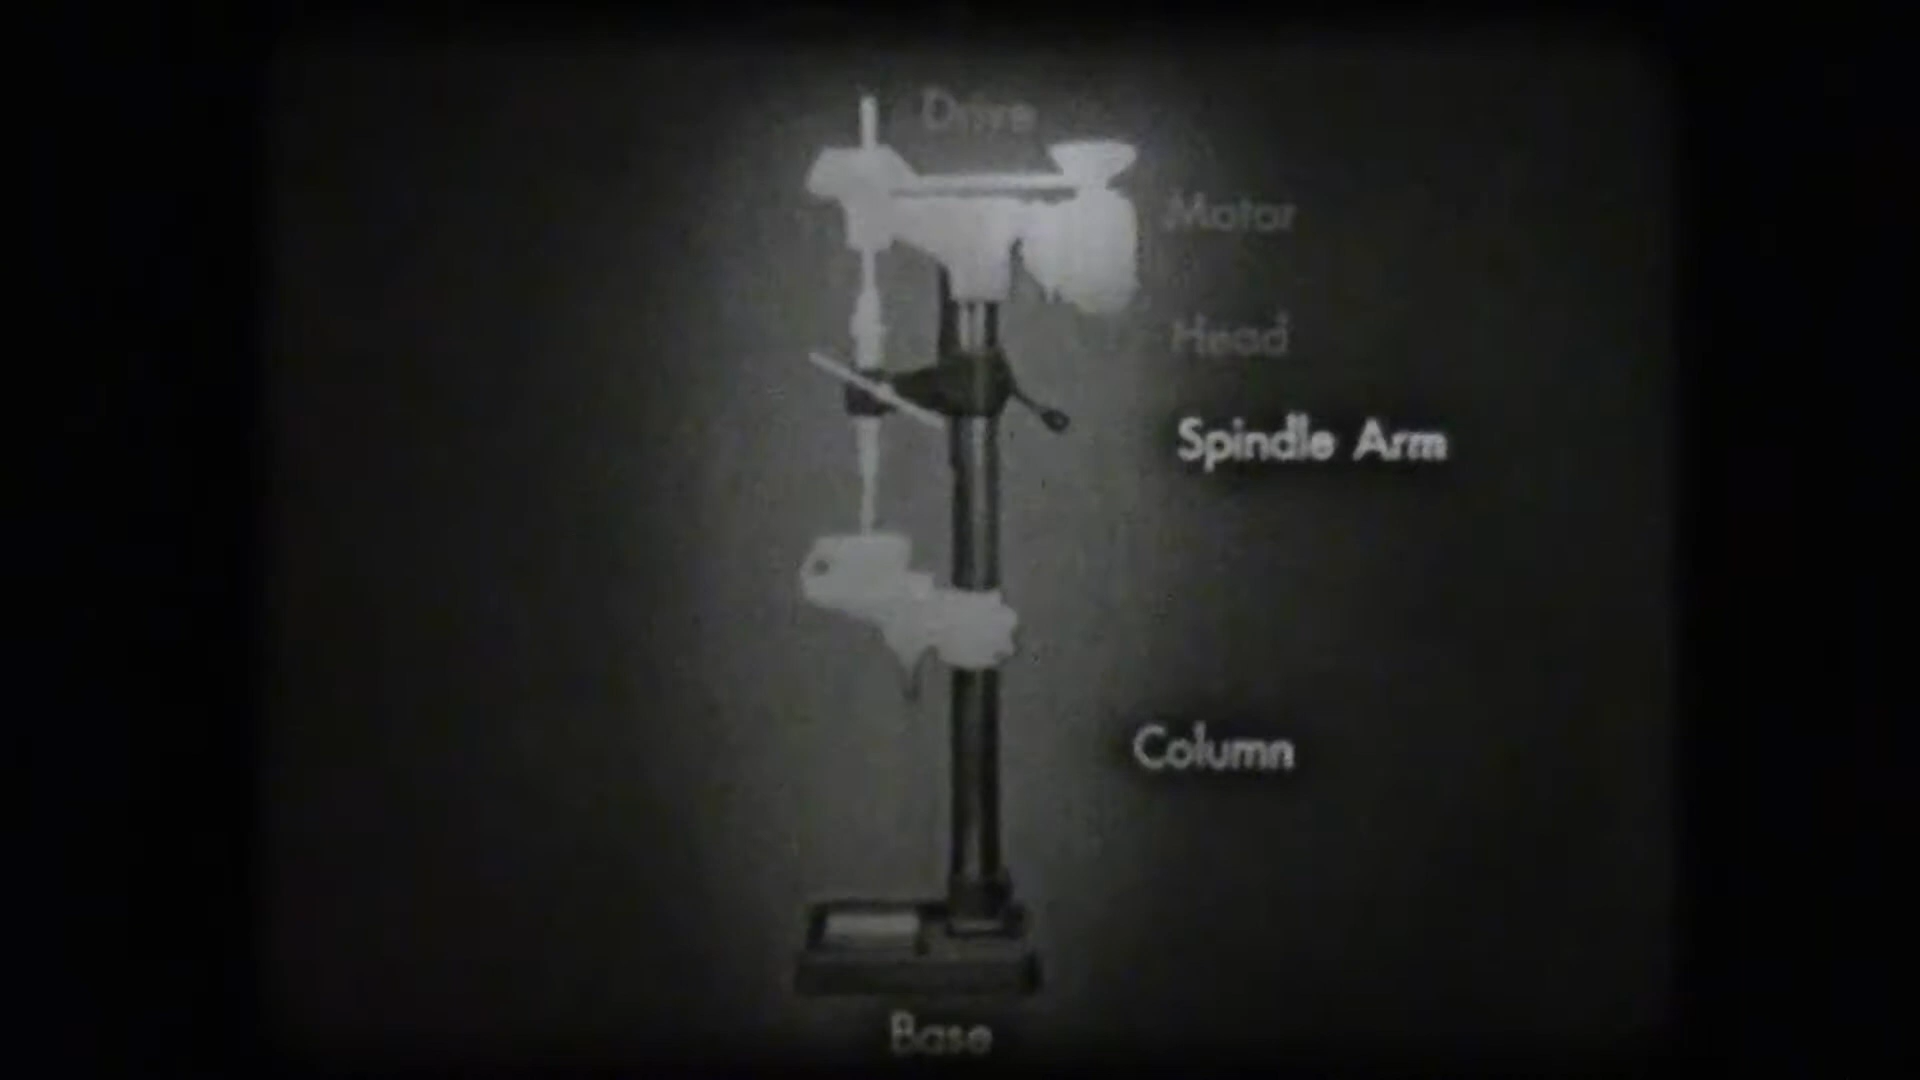 Drive
Motor
Head
Spindle Arm
Column
Base